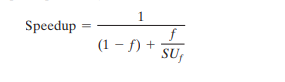 Speedup = 1 / ((1 − f) + f / SU_f)